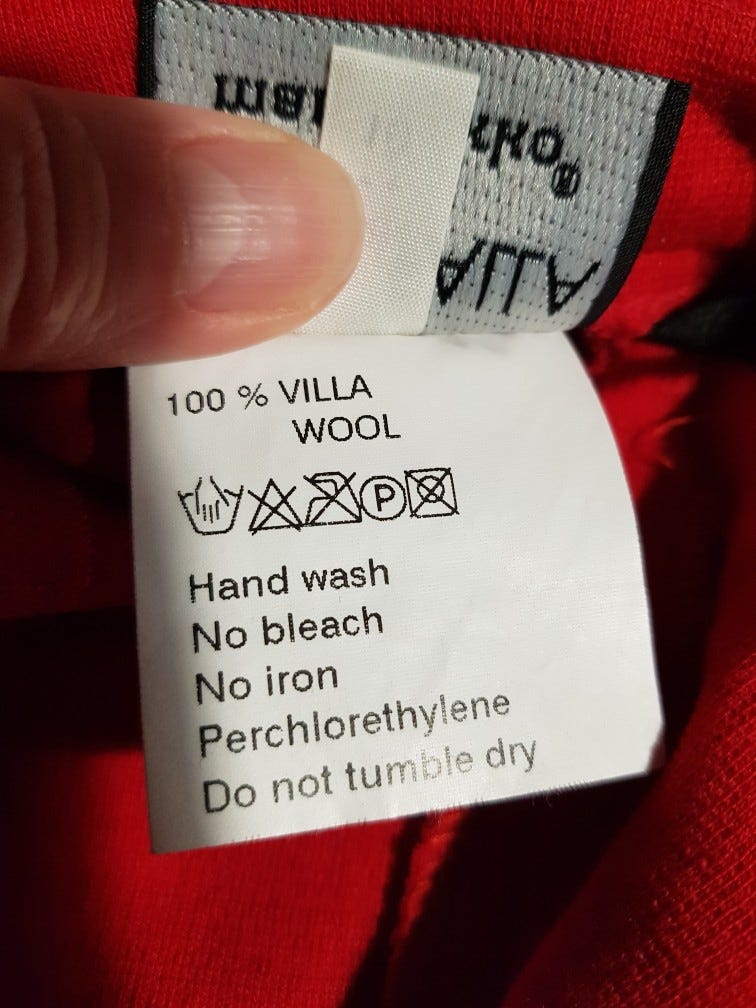 100 % VILLA
WOOL
P
Hand wash
No bleach
No iron
Perchlorethylene
Do not tumble dry